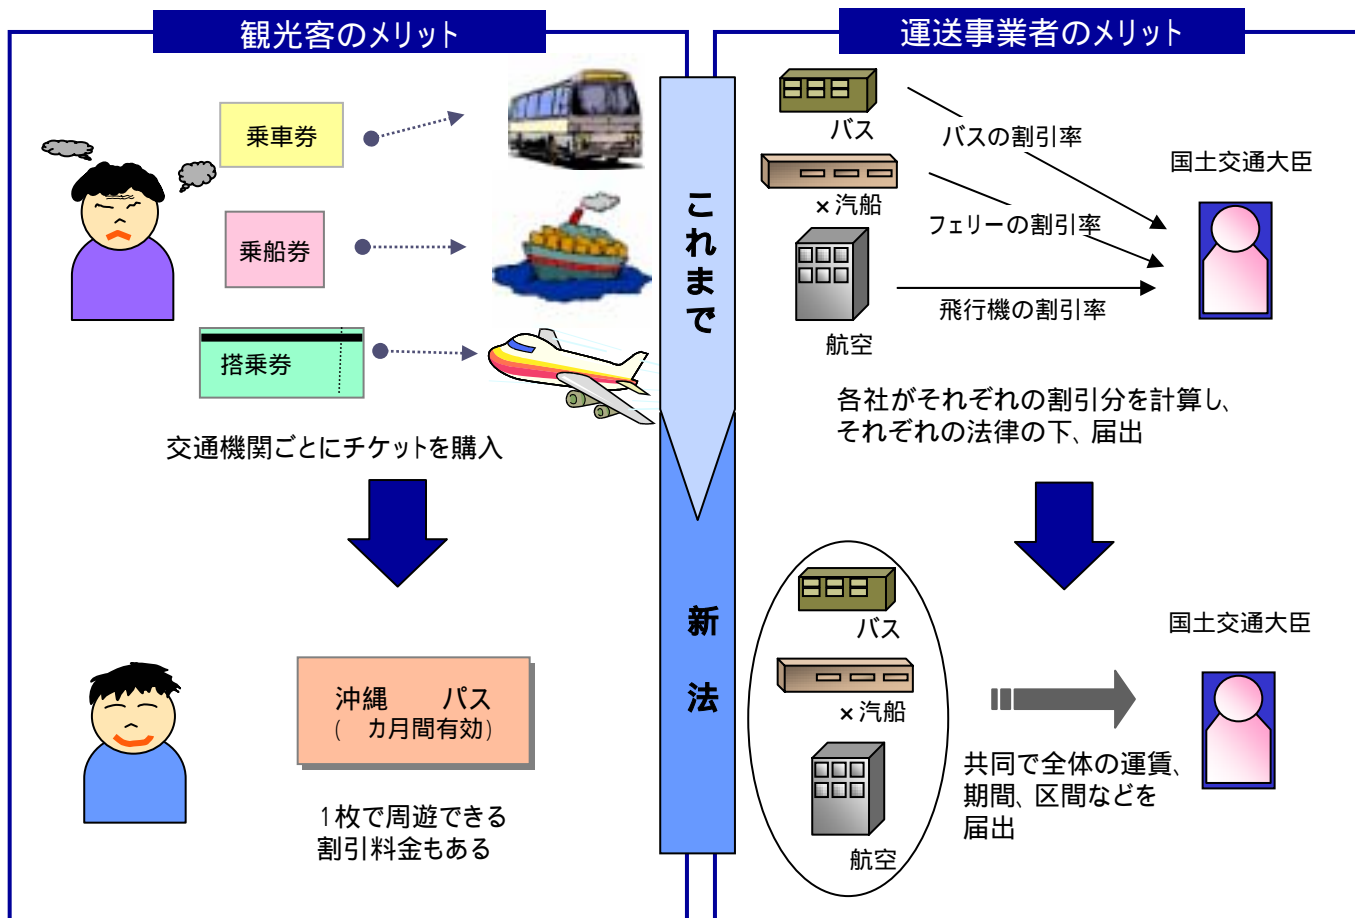 観光客のメリット
乗車券
乗船券
搭乗券
交通機関ごとにチケットを購入
沖縄　　パス
(　カ月間有効)
1枚で周遊できる
割引料金もある
これまで
新法
運送事業者のメリット
バス
×汽船
航空
バスの割引率
フェリーの割引率
飛行機の割引率
国土交通大臣
各社がそれぞれの割引分を計算し、
それぞれの法律の下、届出
バス
×汽船
航空
国土交通大臣
共同で全体の運賃、
期間、区間などを
届出